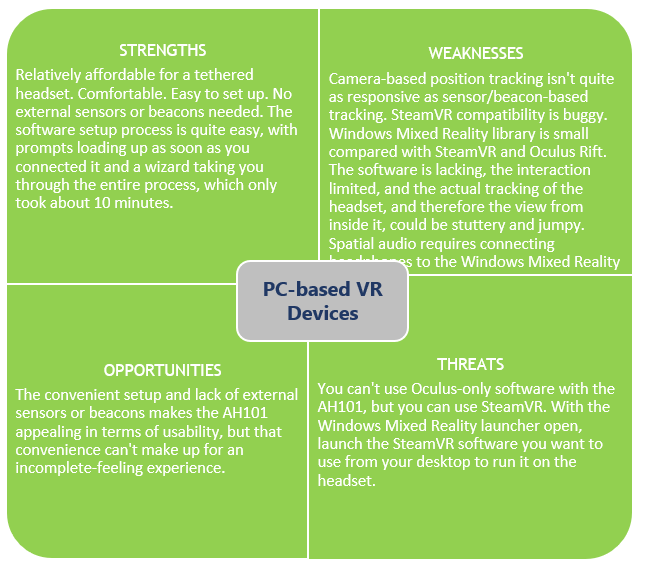 STRENGTHS
Relatively affordable for a tethered
headset. Comfortable. Easy to set up. No
external sensors or beacons needed. The
software setup process is quite easy, with
prompts loading up as soon as you
connected it and a wizard taking you
through the entire process, which only
took about 10 minutes.
WEAKNESSES
Camera-based position tracking isn't quite
as responsive as sensor/beacon-based
tracking. SteamVR compatibility is buggy.
Windows Mixed Reality library is small
compared with SteamVR and Oculus Rift.
The software is lacking, the interaction
limited, and the actual tracking of the
headset, and therefore the view from
inside it, could be stuttery and jumpy.
Spatial audio requires connecting
to the Windows Mixed Reality
PC-based VR
Devices
OPPORTUNITIES
The convenient setup and lack of external
sensors or beacons makes the AH101
appealing in terms of usability, but that
convenience can't make up for an
incomplete-feeling experience.
THREATS
You can't use Oculus-only software with the
AH101, but you can use SteamVR. With the
Windows Mixed Reality launcher open,
launch the SteamVR software you want to
use from your desktop to run it on the
headset.